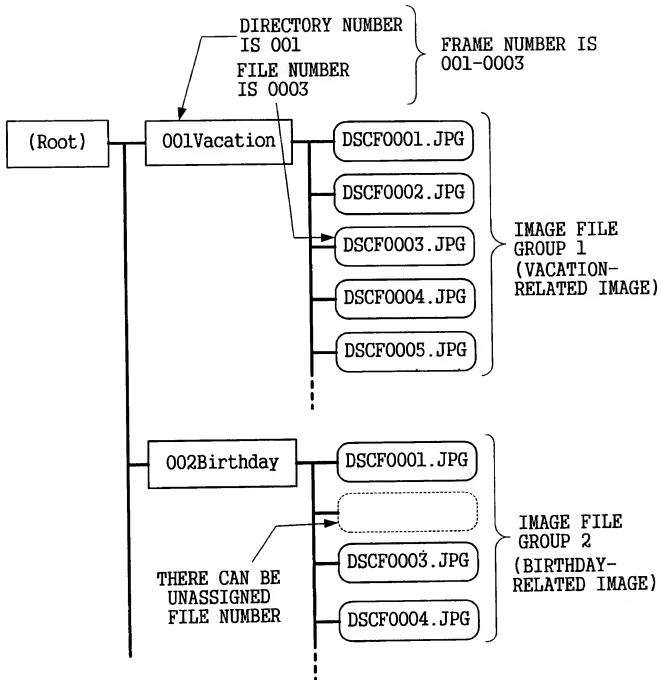 DIRECTORY NUMBER
IS 001
FILE NUMBER
IS 0003
FRAME NUMBER IS
001-0003
(Root)
001Vacation
DSCF0001.JPG
DSCF0002.JPG
DSCF0003.JPG
DSCF0004.JPG
DSCF0005.JPG
IMAGE FILE
GROUP 1
(VACATION-
RELATED IMAGE)
002Birthday
DSCF0001.JPG
DSCF0003.JPG
DSCF0004.JPG
THERE CAN BE
UNASSIGNED
FILE NUMBER
IMAGE FILE
GROUP 2
(BIRTHDAY-
RELATED IMAGE)